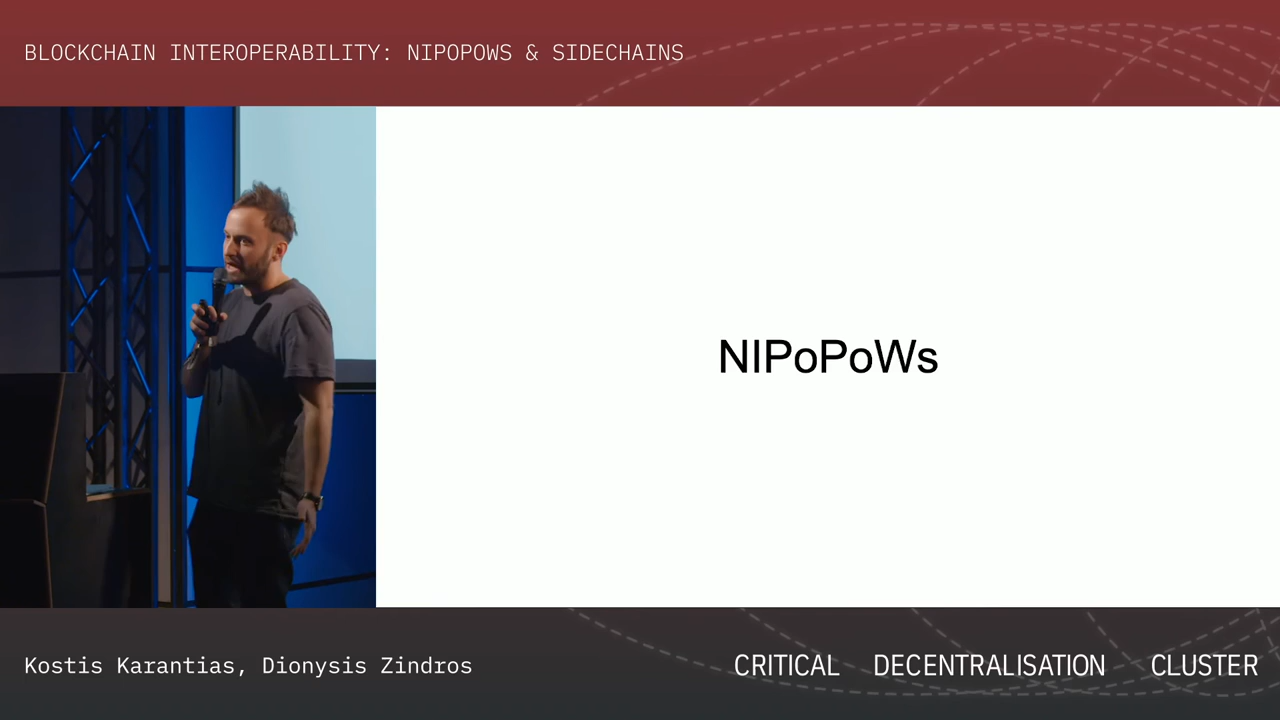 BLOCKCHAIN INTEROPERABILITY: NIPOPOWS & SIDECHAINS
NIPoPoWs
Kostis Karantias, Dionysis Zindros
CRITICAL DECENTRALISATION CLUSTER